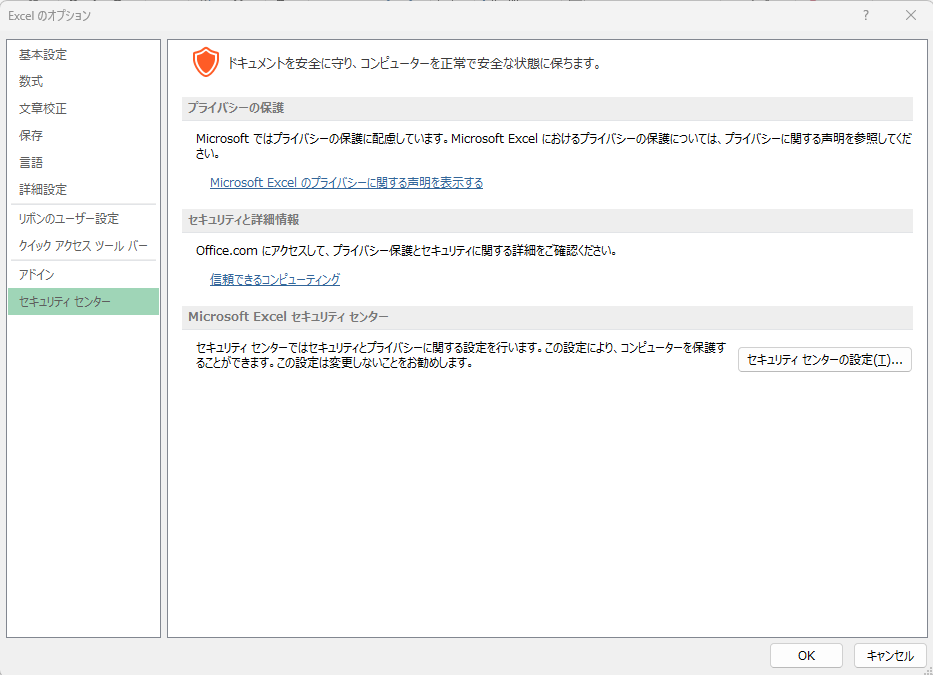 Excel のオプション
?
基本設定
数式
文章校正
保存
言語
詳細設定
リボンのユーザー設定
クイック アクセス ツール バー
アドイン
セキュリティ センター
ドキュメントを安全に守り、コンピューターを正常で安全な状態に保ちます。
プライバシーの保護
Microsoft ではプライバシーの保護に配慮しています。Microsoft Excel におけるプライバシーの保護については、プライバシーに関する声明を参照してくだ
さい。
Microsoft Excel のプライバシーに関する声明を表示する
セキュリティと詳細情報
Office.com にアクセスして、プライバシー保護とセキュリティに関する詳細をご確認ください。
信頼できるコンピューティング
Microsoft Excel セキュリティ センター
セキュリティ センターではセキュリティとプライバシーに関する設定を行います。この設定により、コンピューターを保護す
ることができます。この設定は変更しないことをお勧めします。
セキュリティ センターの設定(T)...
OK
キャンセル